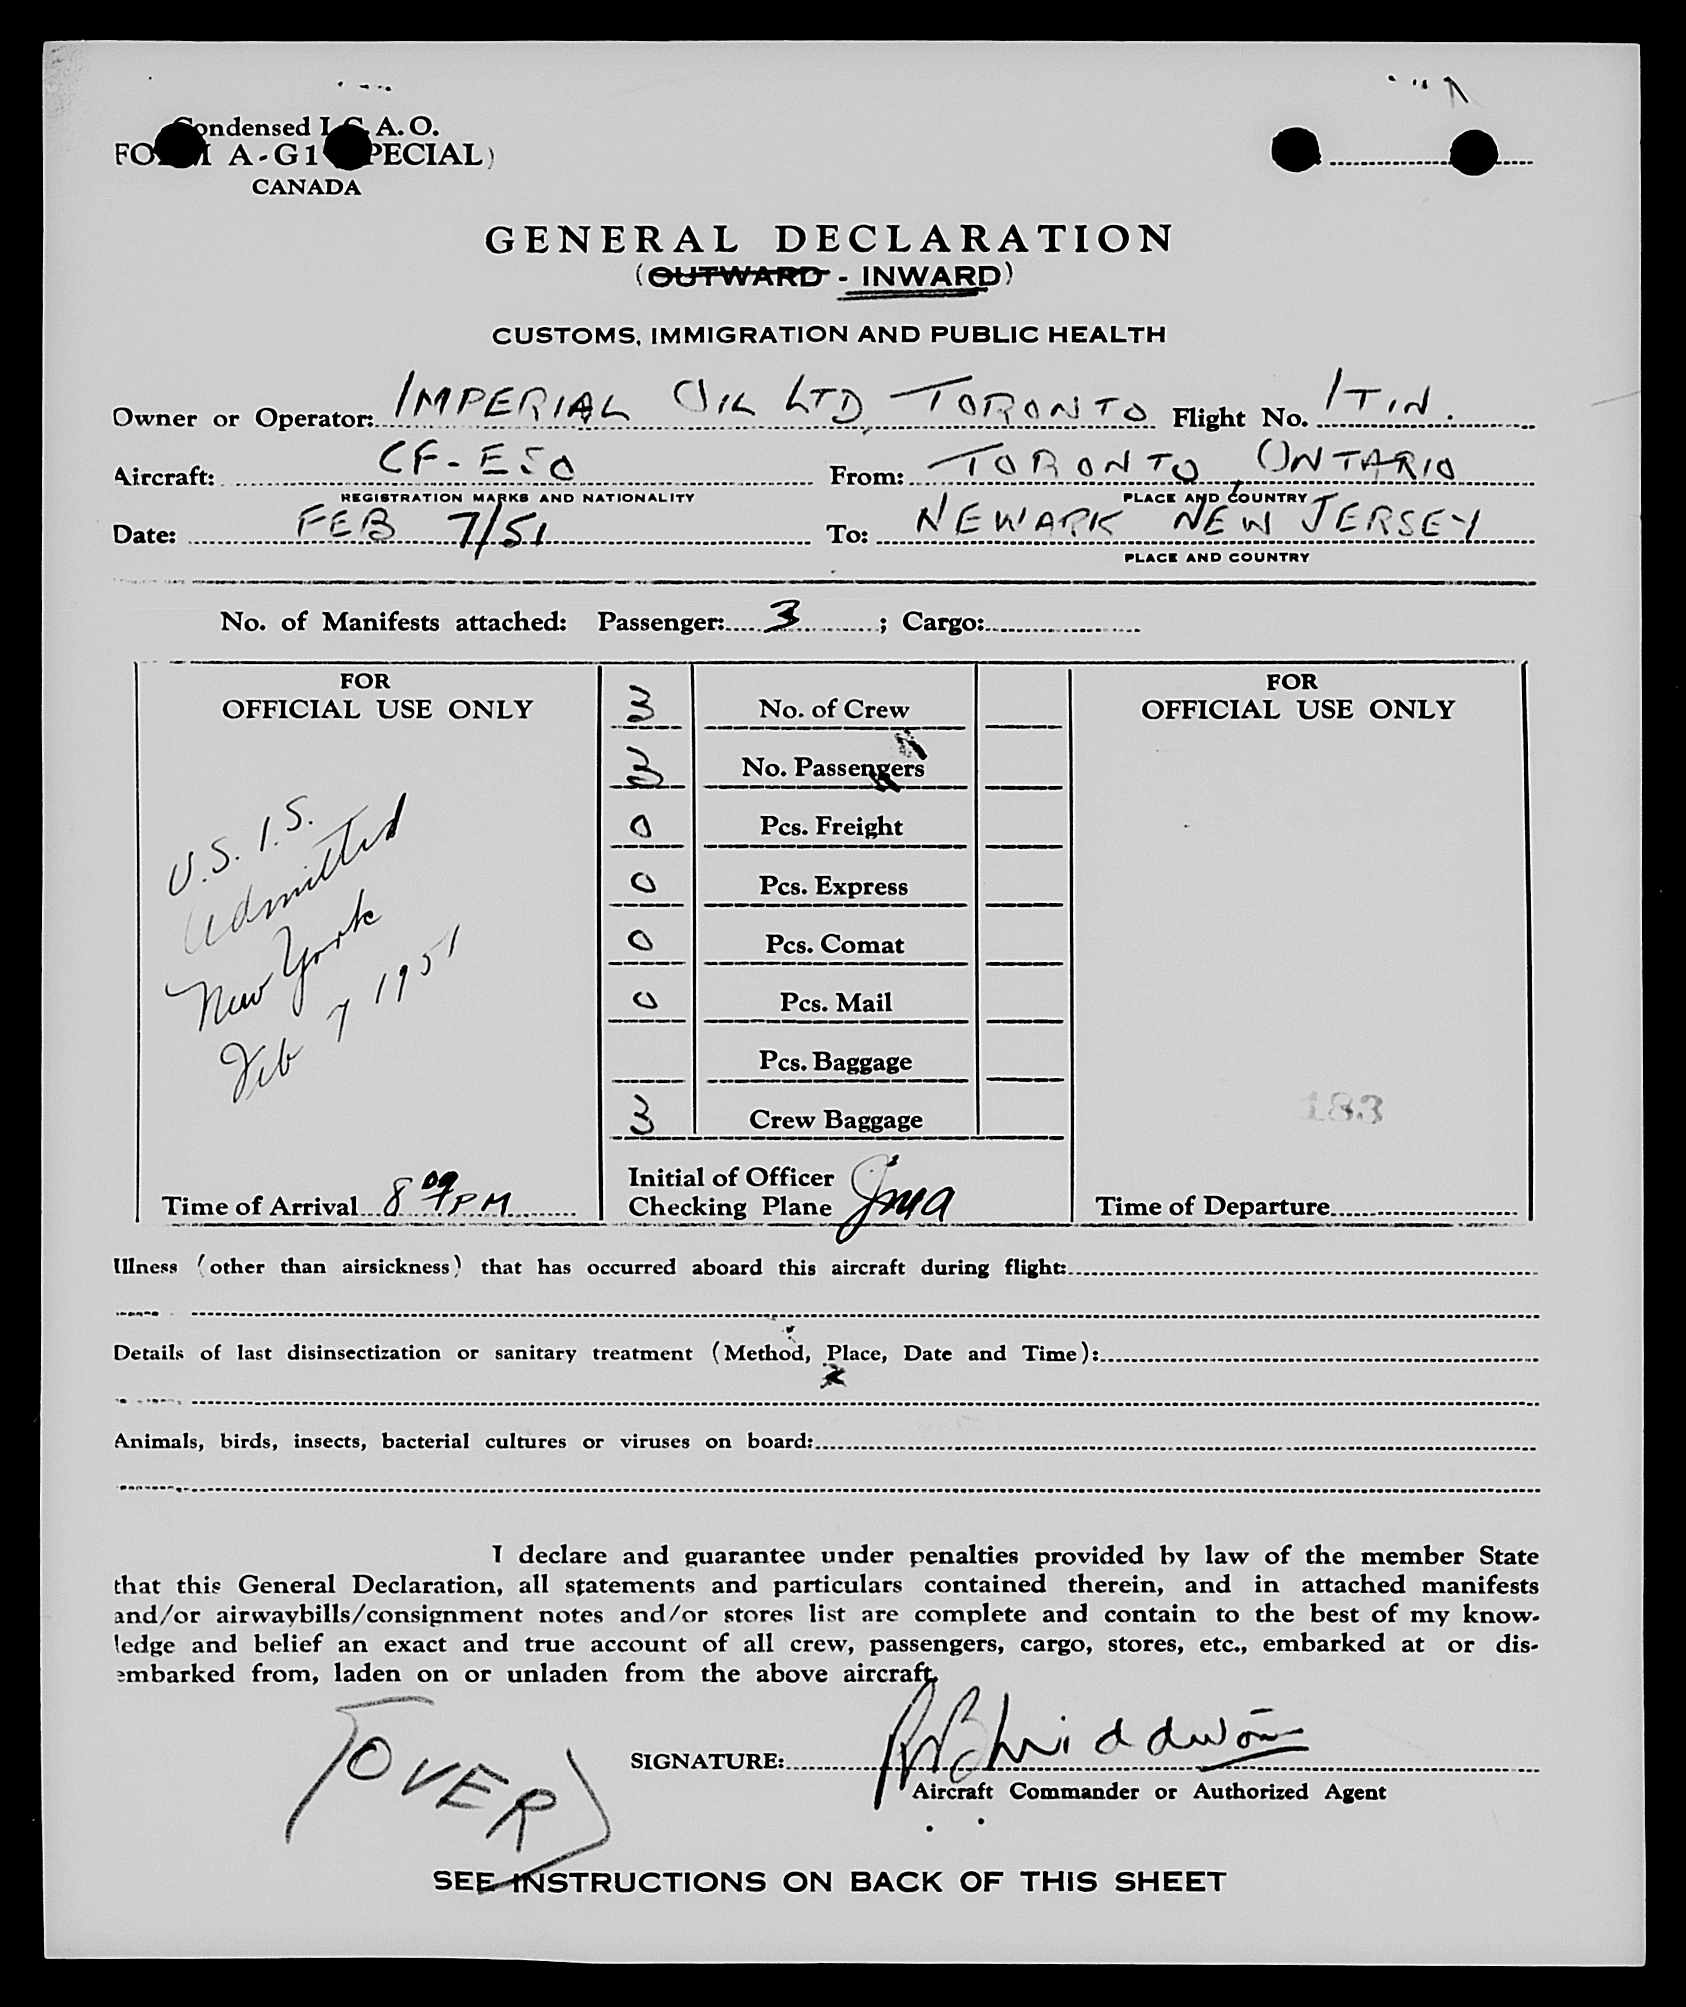 Condensed I.C.A.O.
FORM A-G1 (SPECIAL)
CANADA
GENERAL DECLARATION
(OUTWARD - INWARD)
CUSTOMS, IMMIGRATION AND PUBLIC HEALTH
Owner or Operator: IMPERIAL OIL LTD. TORONTO Flight No. ITIN.
Aircraft: CF-ESO From: TORONTO ONTARIO
REGISTRATION MARKS AND NATIONALITY PLACE AND COUNTRY
Date: FEB 7/51 To: NEWARK NEW JERSEY
PLACE AND COUNTRY
No. of Manifests attached: Passenger: 3 ; Cargo:
FOR
OFFICIAL USE ONLY
U.S.I.S.
Admitted
New York
Feb 7 1951
Time of Arrival 8 09 PM
3 No. of Crew
3 No. Passengers
0 Pcs. Freight
0 Pcs. Express
0 Pcs. Comat
0 Pcs. Mail
Pcs. Baggage
3 Crew Baggage
Initial of Officer
Checking Plane
FOR
OFFICIAL USE ONLY
183
Time of Departure
Illness (other than airsickness) that has occurred aboard this aircraft during flight:
Details of last disinsectization or sanitary treatment (Method, Place, Date and Time):
Animals, birds, insects, bacterial cultures or viruses on board:
I declare and guarantee under penalties provided by law of the member State
that this General Declaration, all statements and particulars contained therein, and in attached manifests
and/or airwaybills/consignment notes and/or stores list are complete and contain to the best of my know-
ledge and belief an exact and true account of all crew, passengers, cargo, stores, etc., embarked at or dis-
embarked from, laden on or unladen from the above aircraft.
(OVER)
SIGNATURE:
Aircraft Commander or Authorized Agent
SEE INSTRUCTIONS ON BACK OF THIS SHEET